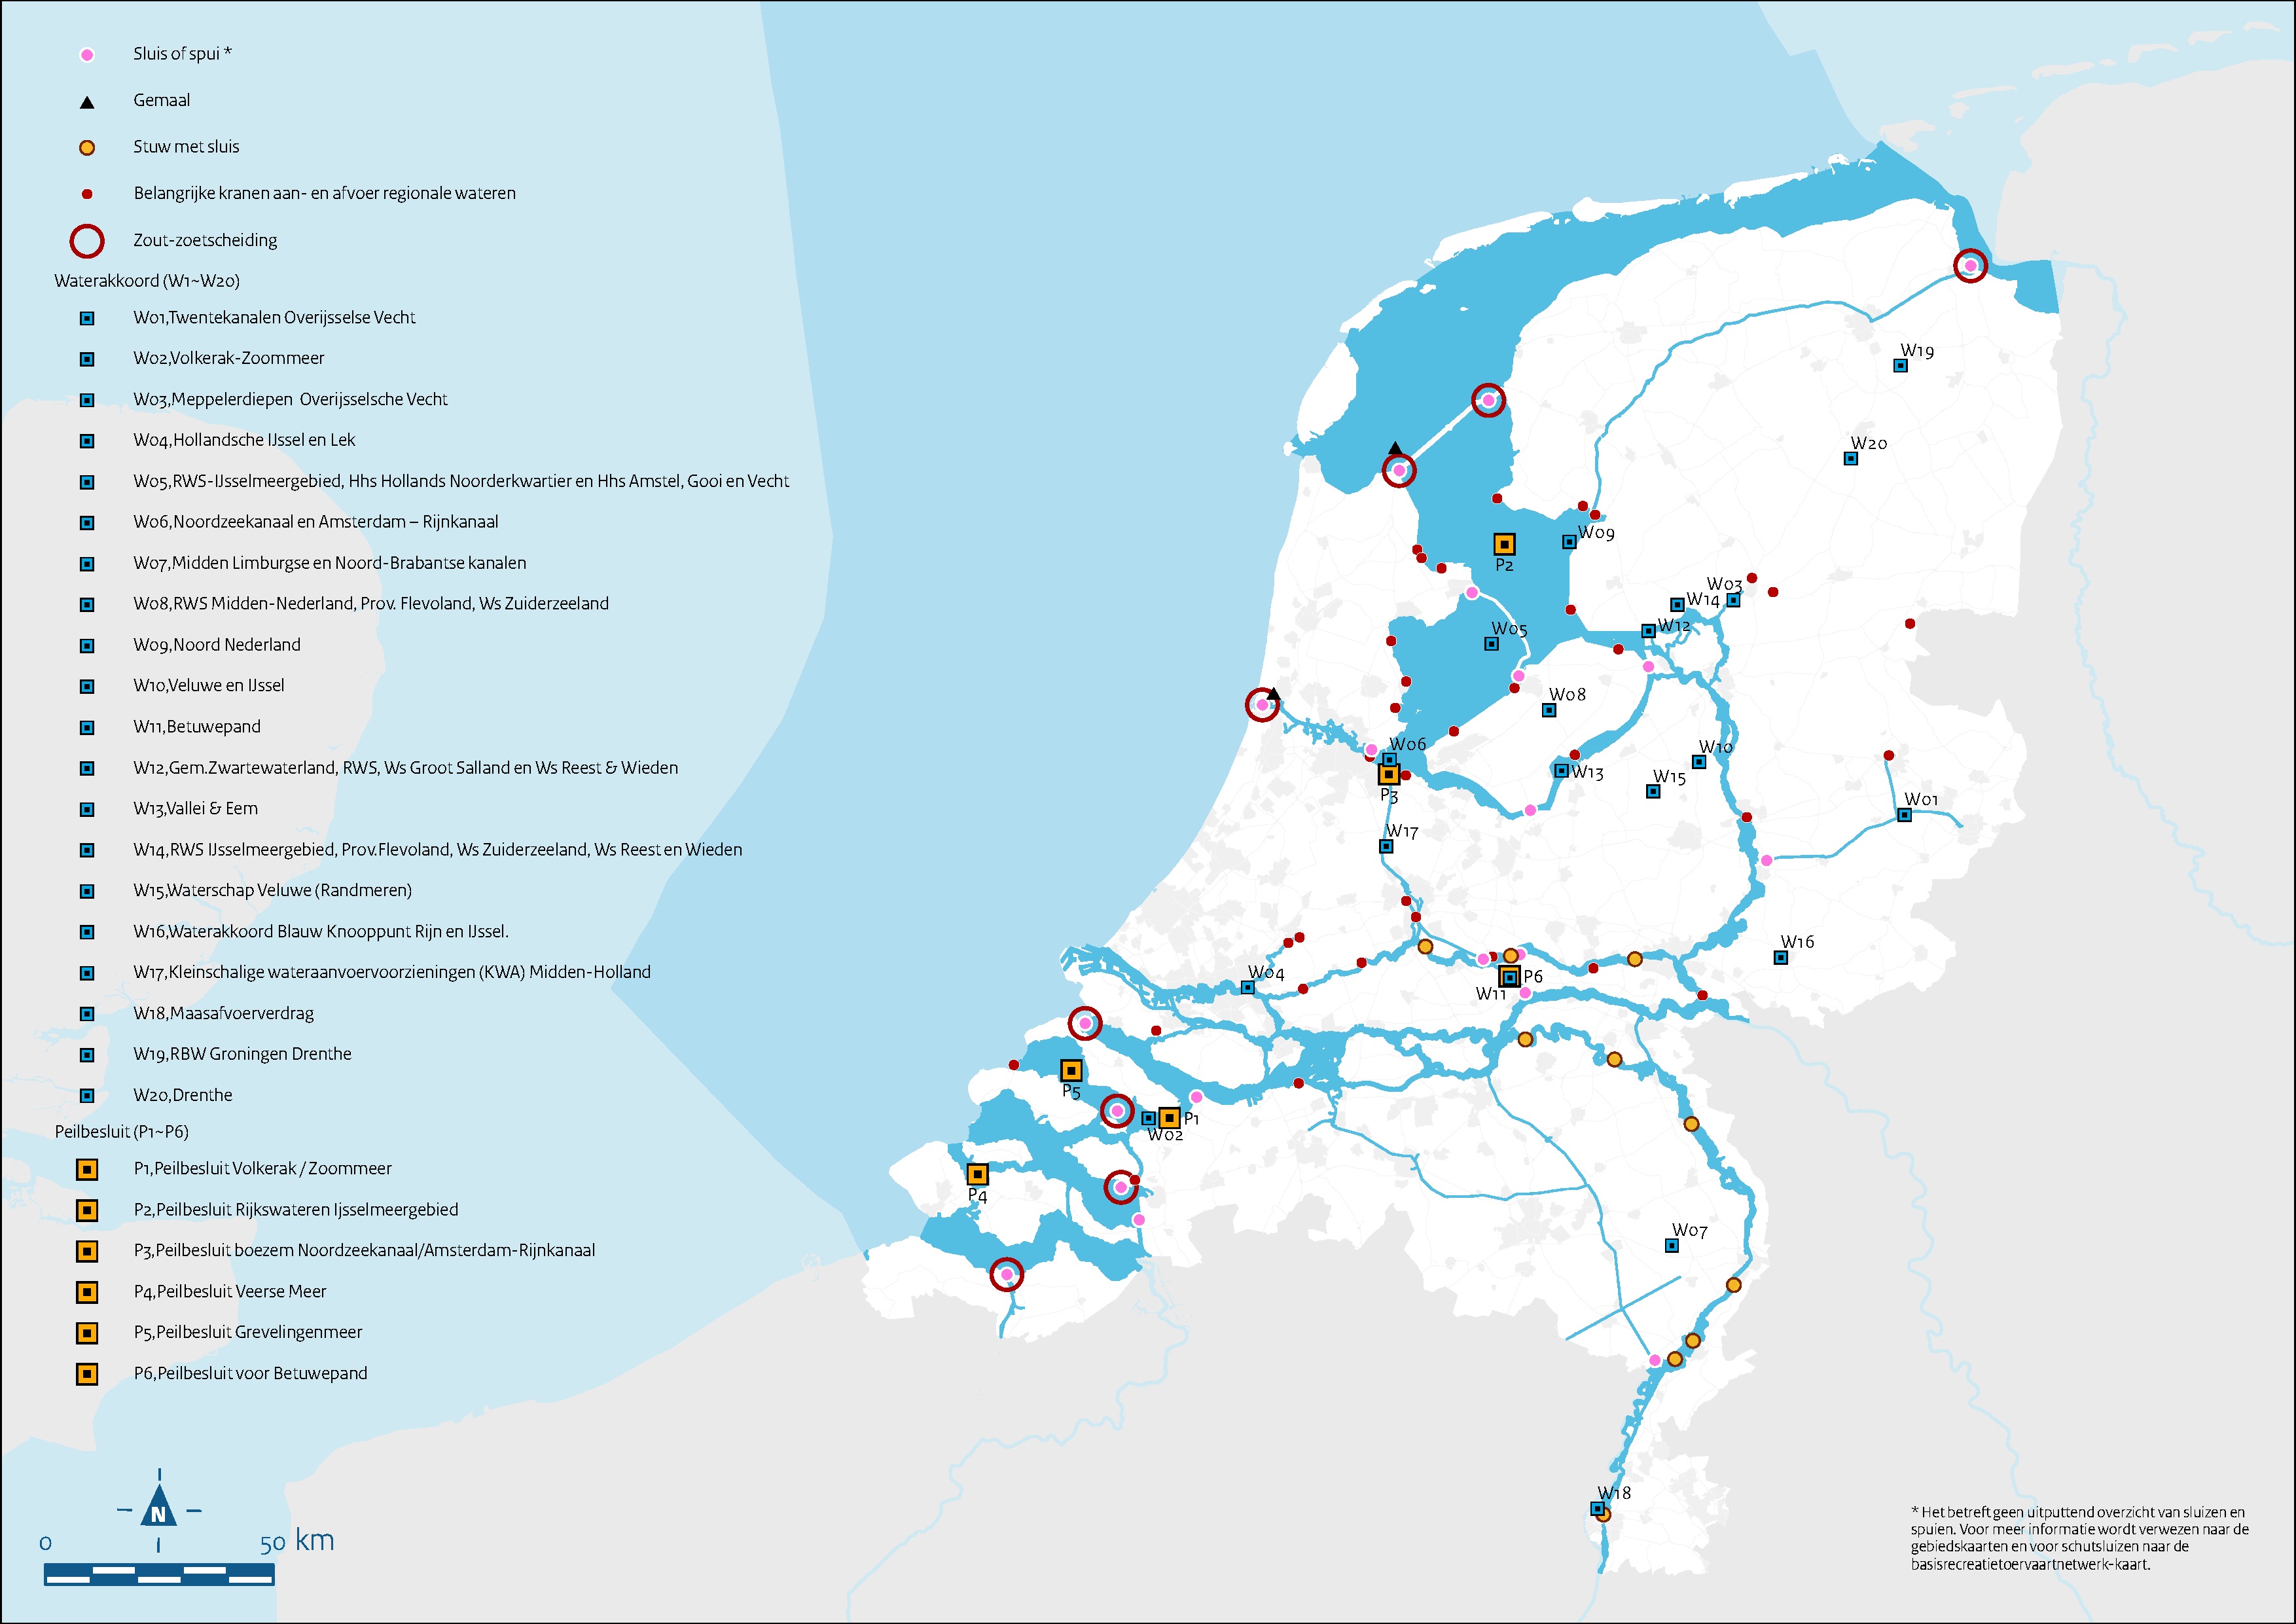 Sluis of spui *
Gemaal
Stuw met sluis
Belangrijke kranen aan- en afvoer regionale wateren
Zout-zoetscheiding
Waterakkoord (W1~W20)
W01,Twentekanalen Overijsselse Vecht
W02,Volkerak-Zoommeer
W03,Meppelerdiepen Overijsselsche Vecht
W04,Hollandsche IJssel en Lek
W05,RWS-IJsselmeergebied, Hhs Hollands Noorderkwartier en Hhs Amstel, Gooi en Vecht
W06,Noordzeekanaal en Amsterdam – Rijnkanaal
W07,Midden Limburgse en Noord-Brabantse kanalen
W08,RWS Midden-Nederland, Prov. Flevoland, Ws Zuiderzeeland
W09,Noord Nederland
W10,Veluwe en IJssel
W11,Betuwepand
W12,Gem.Zwartewaterland, RWS, Ws Groot Salland en Ws Reest & Wieden
W13,Vallei & Eem
W14,RWS IJsselmeergebied, Prov.Flevoland, Ws Zuiderzeeland, Ws Reest en Wieden
W15,Waterschap Veluwe (Randmeren)
W16,Waterakkoord Blauw Knooppunt Rijn en IJssel.
W17,Kleinschalige wateraanvoervoorzieningen (KWA) Midden-Holland
W18,Maasafvoerverdrag
W19,RBW Groningen Drenthe
W20,Drenthe
Peilbesluit (P1~P6)
P1,Peilbesluit Volkerak / Zoommeer
P2,Peilbesluit Rijkswateren Ijsselmeergebied
P3,Peilbesluit boezem Noordzeekanaal/Amsterdam-Rijnkanaal
P4,Peilbesluit Veerse Meer
P5,Peilbesluit Grevelingenmeer
P6,Peilbesluit voor Betuwepand
N
0 50 km
W19
W20
W09
P2
W03
W14
W12
W05
W08
W06
W10
W13
W15
P3
W01
W17
W16
W04
P6
W11
P5
P1
W02
P4
W07
W18
* Het betreft geen uitputtend overzicht van sluizen en
spuien. Voor meer informatie wordt verwezen naar de
gebiedskaarten en voor schutsluizen naar de
basisrecreatietoervaartnetwerk-kaart.